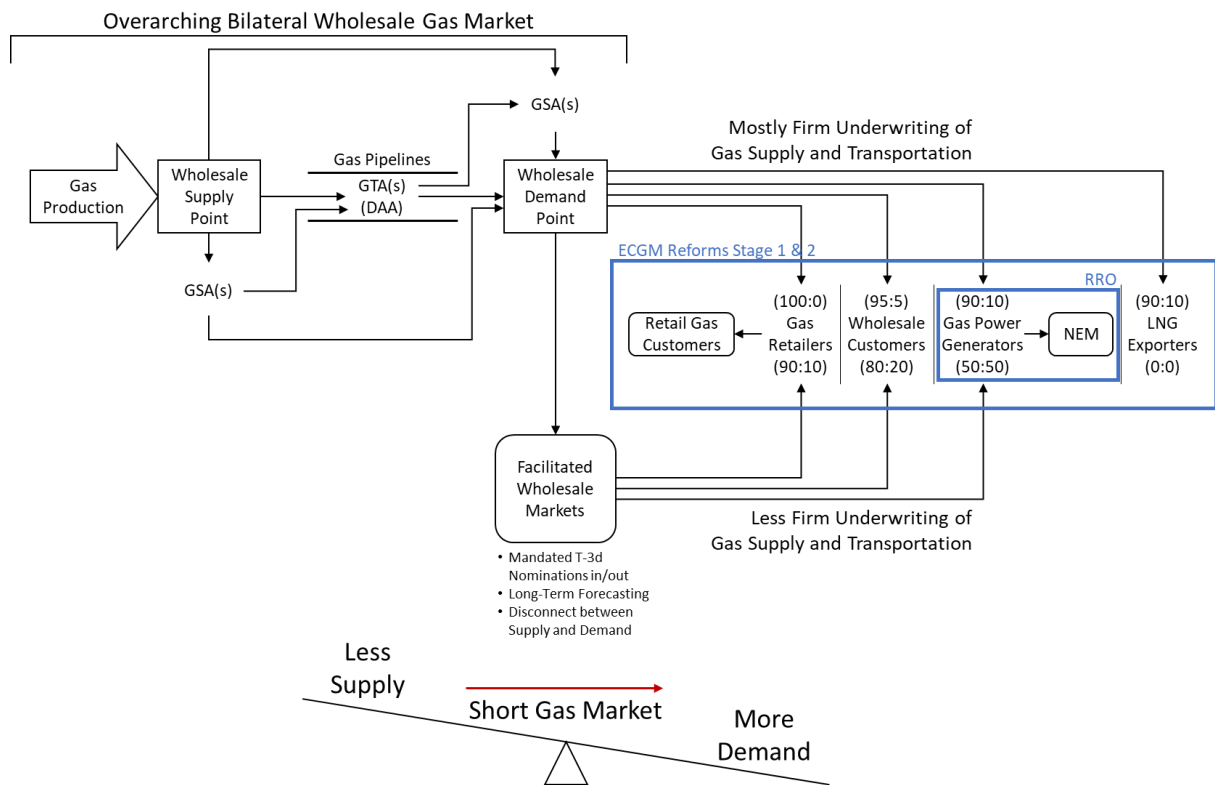 Overarching Bilateral Wholesale Gas Market
GSA(s)
Mostly Firm Underwriting of
Gas Supply and Transportation
Gas
Production
Wholesale
Supply
Point
Gas Pipelines
GTA(s)
(DAA)
Wholesale
Demand
Point
GSA(s)
ECGM Reforms Stage 1 & 2
RRO
Retail Gas
Customers
(100:0)
Gas
Retailers
(90:10)
(95:5)
Wholesale
Customers
(80:20)
(90:10)
Gas Power
Generators
(50:50)
NEM
(90:10)
LNG
Exporters
(0:0)
Facilitated
Wholesale
Markets
Less Firm Underwriting of
Gas Supply and Transportation
• Mandated T-3d
Nominations in/out
• Long-Term Forecasting
• Disconnect between
Supply and Demand
Less
Supply
Short Gas Market
More
Demand